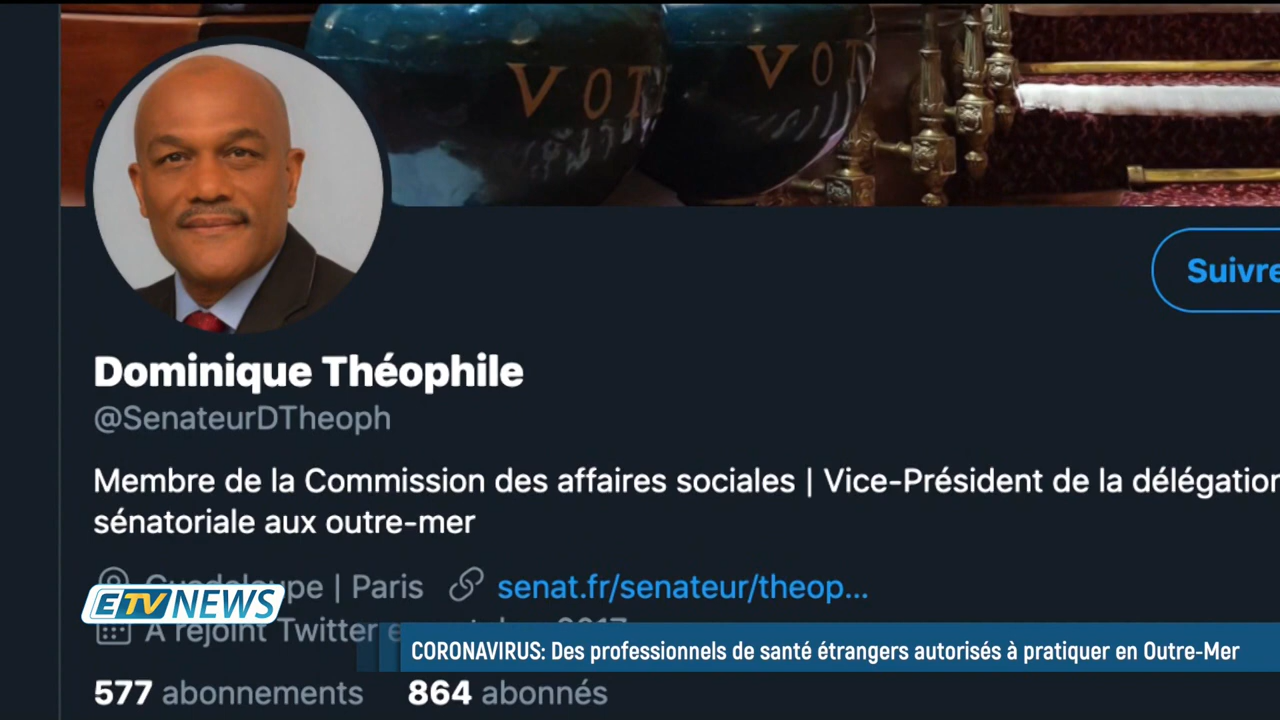 VOT
VOT
Suivre
Dominique Théophile
@SenateurDTheoph
Membre de la Commission des affaires sociales | Vice-Président de la délégation
sénatoriale aux outre-mer
Guadeloupe | Paris senat.fr/senateur/theop...
ETV NEWS
A rejoint Twitter 2017
CORONAVIRUS: Des professionnels de santé étrangers autorisés à pratiquer en Outre-Mer
577 abonnements 864 abonnés